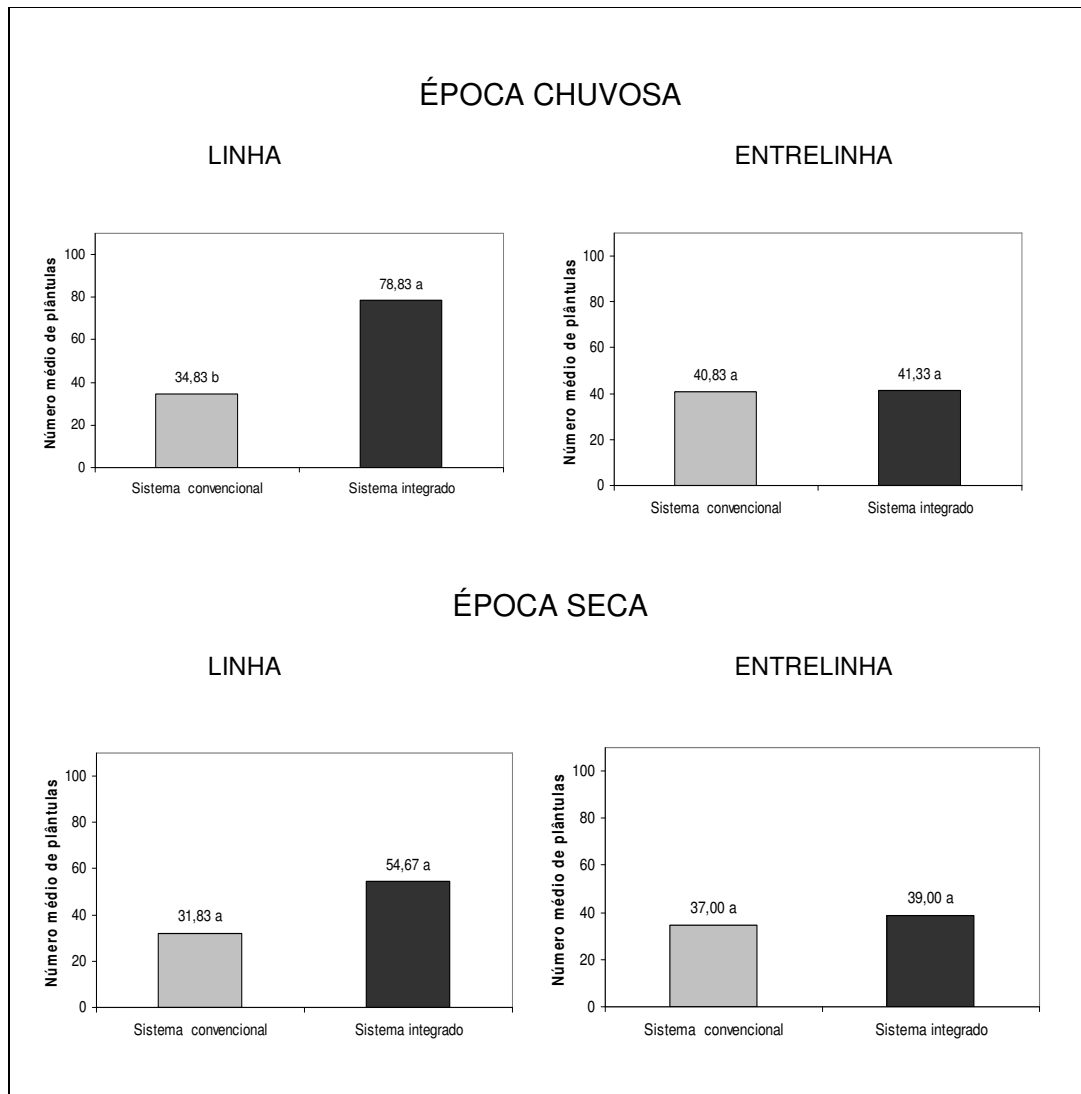 ÉPOCA CHUVOSA
LINHA
Número médio de plântulas
100
80
60
40
20
0
34,83 b
78,83 a
Sistema convencional
Sistema integrado
ENTRELINHA
Número médio de plântulas
100
80
60
40
20
0
40,83 a
41,33 a
Sistema convencional
Sistema integrado
ÉPOCA SECA
LINHA
Número médio de plântulas
100
80
60
40
20
0
31,83 a
54,67 a
Sistema convencional
Sistema integrado
ENTRELINHA
Número médio de plântulas
100
80
60
40
20
0
37,00 a
39,00 a
Sistema convencional
Sistema integrado